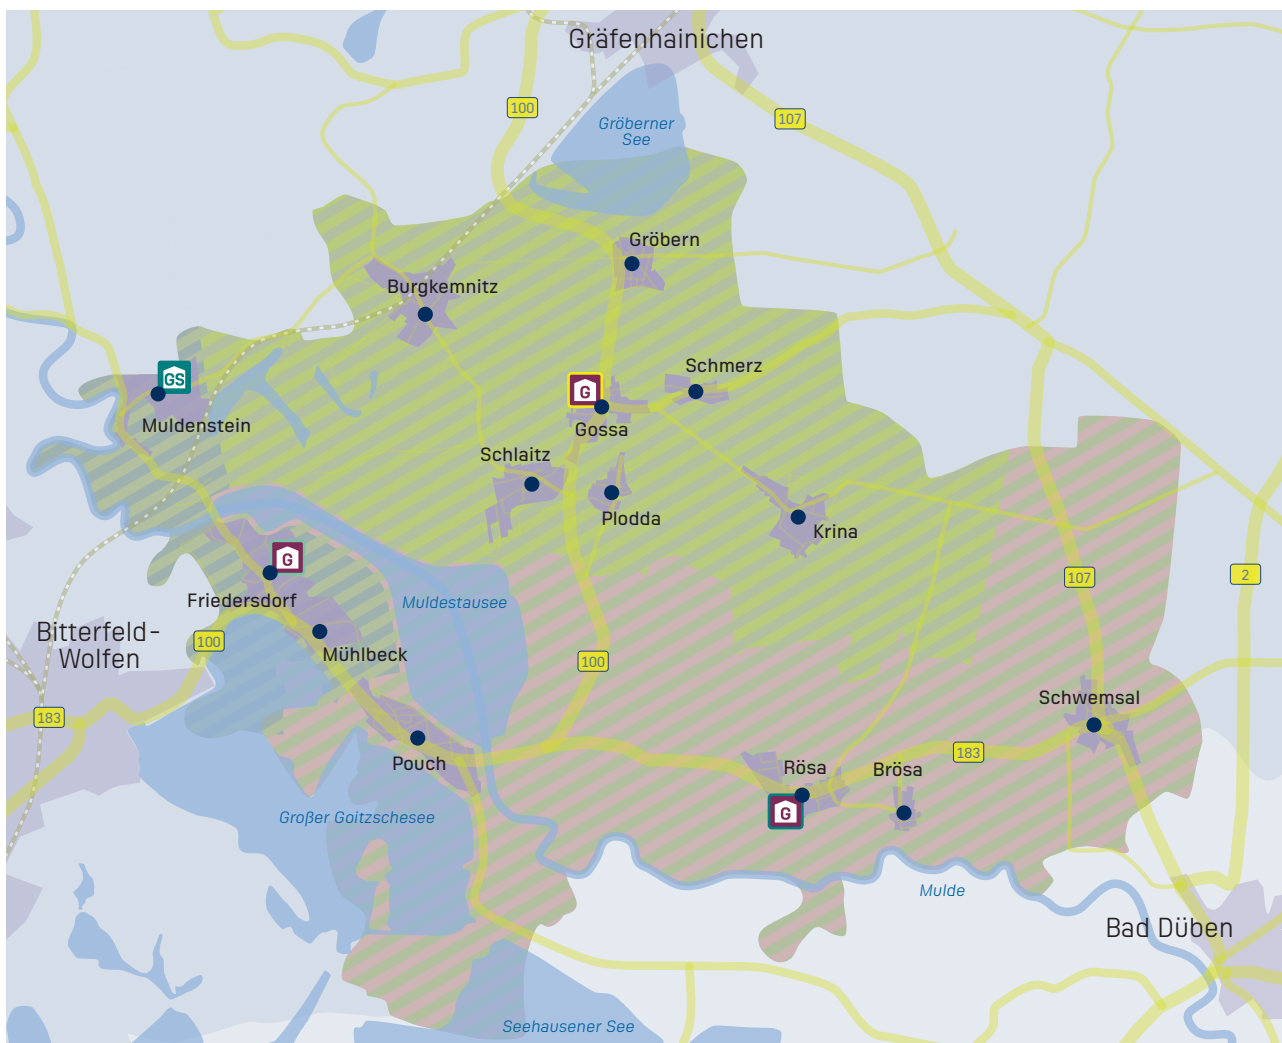 Gräfenhainichen
100
107
Gröberner
See
Gröbern
Burgkemnitz
Schmerz
GS
G
Muldenstein
Gossa
Schlaitz
Plodda
Krina
G
Friedersdorf
Muldestausee
107
2
Bitterfeld-
Wolfen
100
Mühlbeck
100
183
Schwemsal
Pouch
Rösa
Brösa
183
G
Großer Goitzschesee
Mulde
Bad Düben
Seehausener See